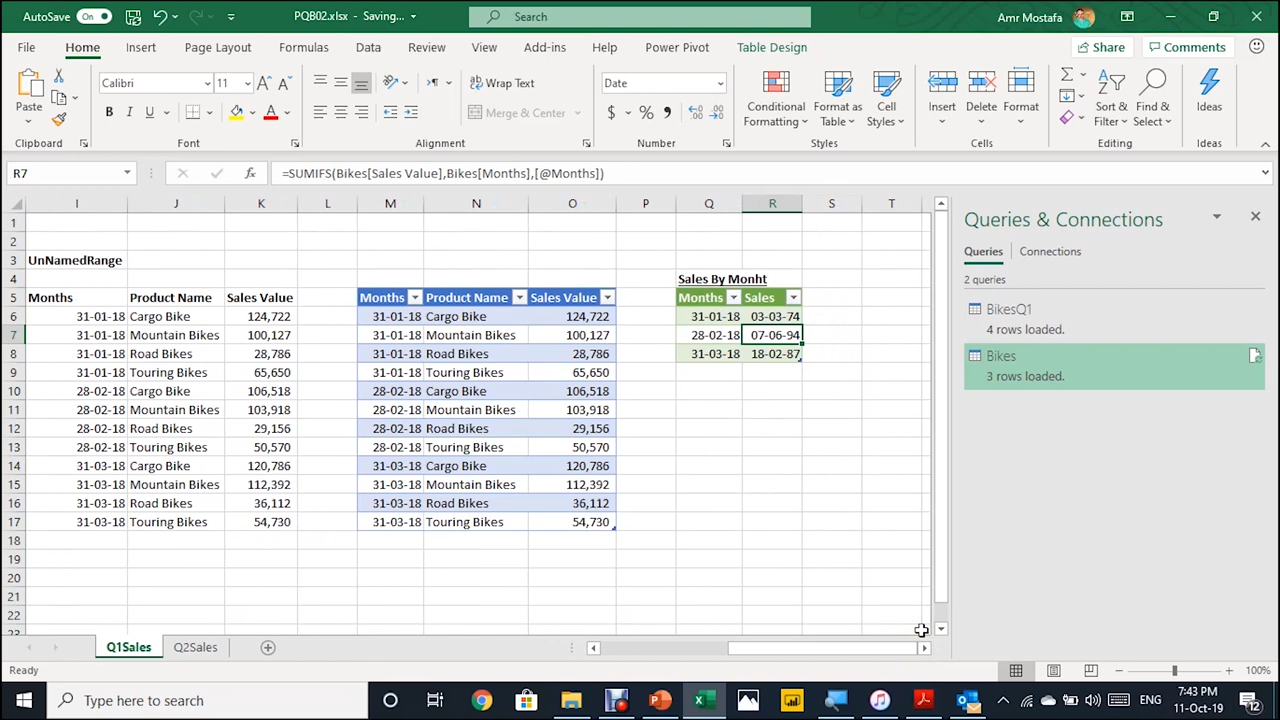 AutoSave On PQB02.xlsx - Saving... Search Amr Mostafa
File Home Insert Page Layout Formulas Data Review View Add-ins Help Power Pivot Table Design Share Comments
Paste Calibri 11 Wrap Text Date Conditional Formatting Format as Table Cell Styles Insert Delete Format Sort & Filter Find & Select Ideas
B I U Merge & Center $ %
Clipboard Font Alignment Number Styles Cells Editing Ideas
R7 fx =SUMIFS(Bikes[Sales Value],Bikes[Months],[@Months])
I J K L M N O P Q R S T
1
2
3 UnNamedRange
4 Sales By Monht
5 Months Product Name Sales Value Months Product Name Sales Value Months Sales
6 31-01-18 Cargo Bike 124,722 31-01-18 Cargo Bike 124,722 31-01-18 03-03-74
7 31-01-18 Mountain Bikes 100,127 31-01-18 Mountain Bikes 100,127 28-02-18 07-06-94
8 31-01-18 Road Bikes 28,786 31-01-18 Road Bikes 28,786 31-03-18 18-02-87
9 31-01-18 Touring Bikes 65,650 31-01-18 Touring Bikes 65,650
10 28-02-18 Cargo Bike 106,518 28-02-18 Cargo Bike 106,518
11 28-02-18 Mountain Bikes 103,918 28-02-18 Mountain Bikes 103,918
12 28-02-18 Road Bikes 29,156 28-02-18 Road Bikes 29,156
13 28-02-18 Touring Bikes 50,570 28-02-18 Touring Bikes 50,570
14 31-03-18 Cargo Bike 120,786 31-03-18 Cargo Bike 120,786
15 31-03-18 Mountain Bikes 112,392 31-03-18 Mountain Bikes 112,392
16 31-03-18 Road Bikes 36,112 31-03-18 Road Bikes 36,112
17 31-03-18 Touring Bikes 54,730 31-03-18 Touring Bikes 54,730
18
19
20
21
22
23
Queries & Connections
Queries Connections
2 queries
BikesQ1
4 rows loaded.
Bikes
3 rows loaded.
Q1Sales Q2Sales
Ready 100%
Type here to search ENG 7:43 PM
11-Oct-19 12